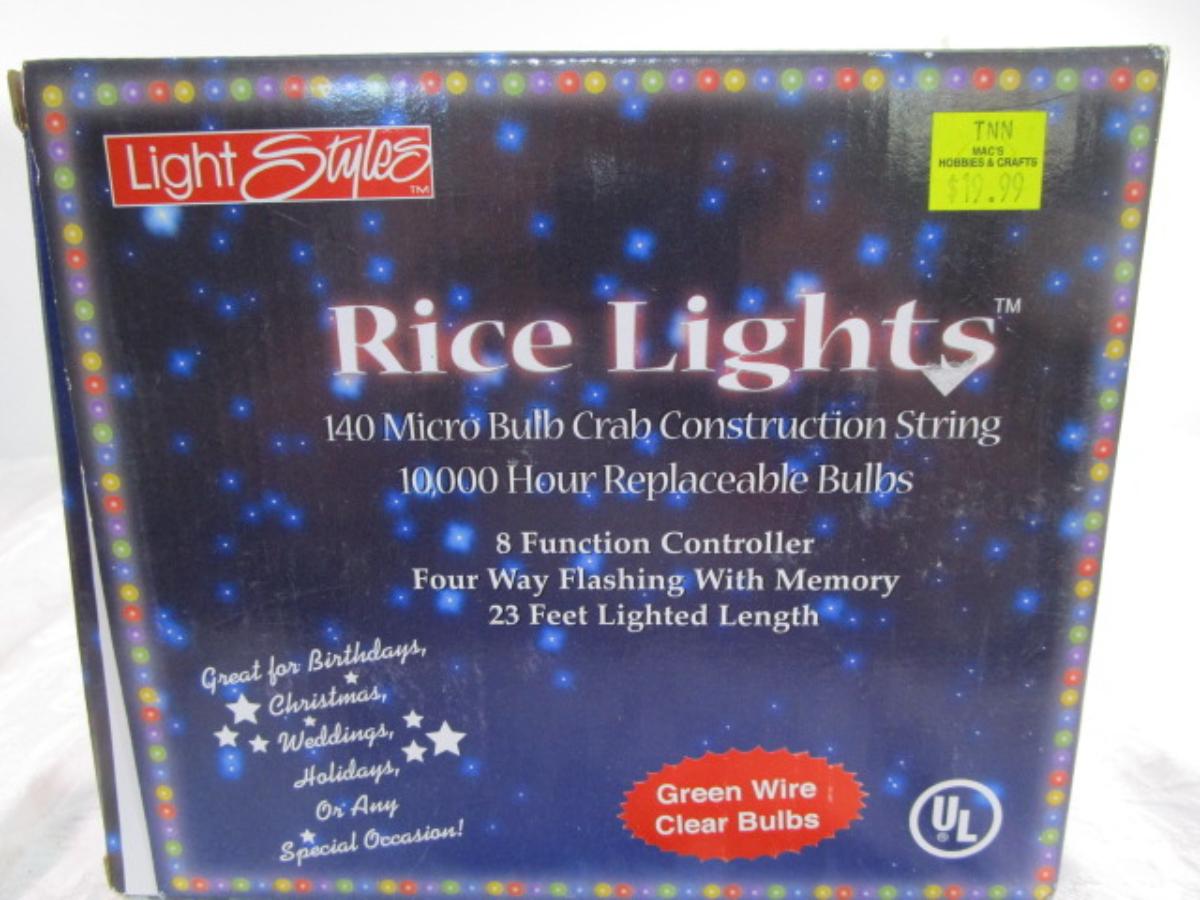 Light Styles TM
TNN
MAC'S
HOBBIES & CRAFTS
$19.99
Rice Lights™
140 Micro Bulb Crab Construction String
10,000 Hour Replaceable Bulbs
8 Function Controller
Four Way Flashing With Memory
23 Feet Lighted Length
Great for Birthdays,
Christmas,
Weddings,
Holidays,
Or Any
Special Occasion!
Green Wire
Clear Bulbs
UL ®